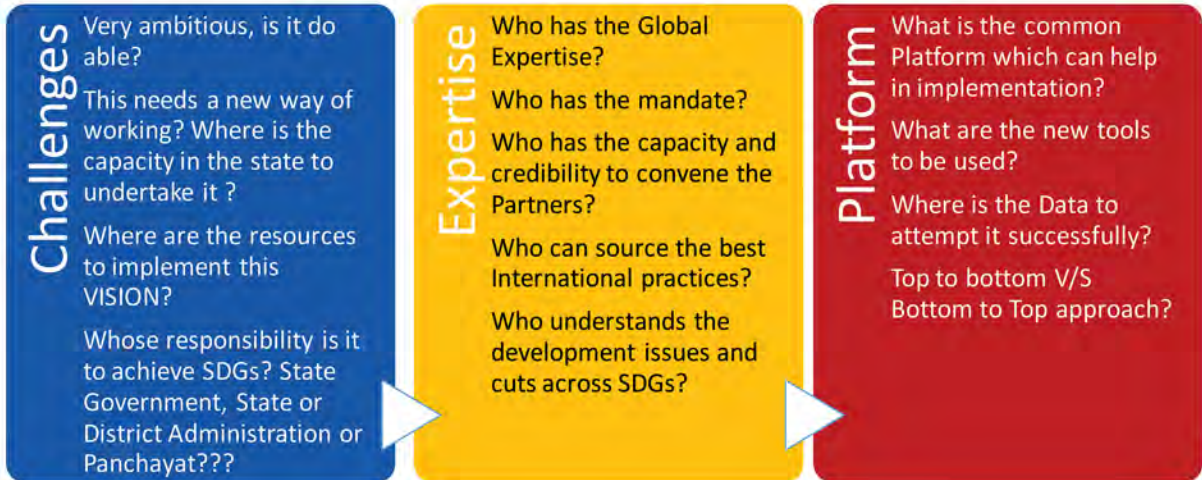 Challenges
Very ambitious, is it do
able?
This needs a new way of
working? Where is the
capacity in the state to
undertake it ?
Where are the resources
to implement this
VISION?
Whose responsibility is it
to achieve SDGs? State
Government, State or
District Administration or
Panchayat???
Expertise
Who has the Global
Expertise?
Who has the mandate?
Who has the capacity and
credibility to convene the
Partners?
Who can source the best
International practices?
Who understands the
development issues and
cuts across SDGs?
Platform
What is the common
Platform which can help
in implementation?
What are the new tools
to be used?
Where is the Data to
attempt it successfully?
Top to bottom V/S
Bottom to Top approach?